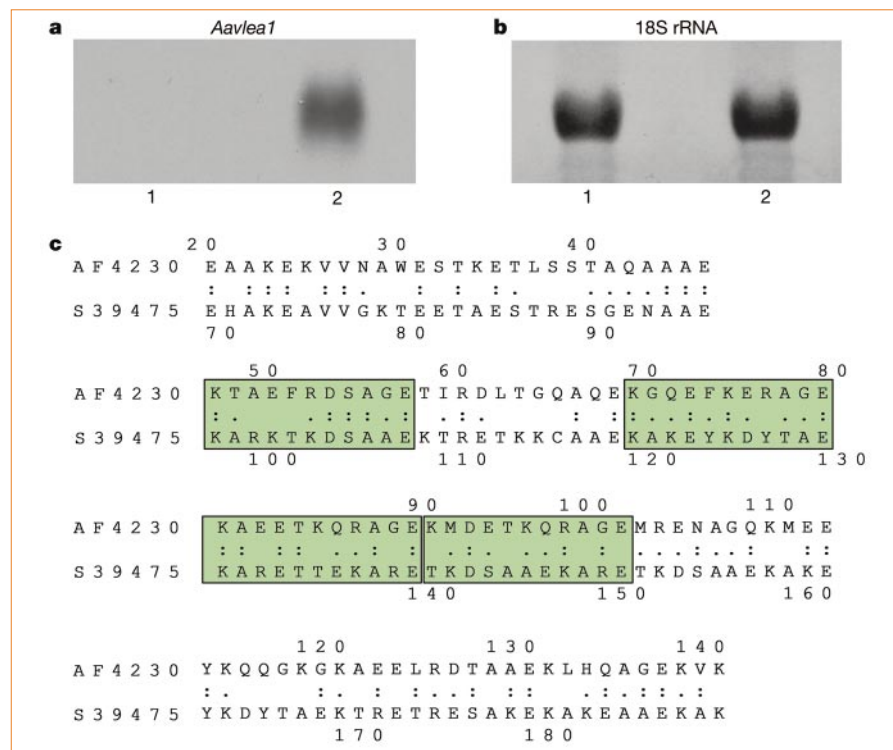 a Aavlea1
1 2
b 18S rRNA
1 2
c 20 30 40
AF4230 EAAKEKVVNAWESTKETLSSTAQAAAE
S39475 EHAKEAVVGKTEETAESTRESGENAAE
70 80 90
50 60 70 80
AF4230 KTAEFRDSAGETIRDLTGQAQEKGQEFKERAGE
S39475 KARKTKDSAAEKTRETKKCAAEKAKEYKDYTAE
100 110 120 130
90 100 110
AF4230 KAEETKQRAGEKMDETKQRAGEMRENAGQKMEE
S39475 KARETTEKARETKDSAAEKARETKDSAAEKAKE
140 150 160
120 130 140
AF4230 YKQQGKGKAEELRDTAAEKLHQAGEKVK
S39475 YKDYTAEKTRETRESAKEKAKEAAEKAK
170 180